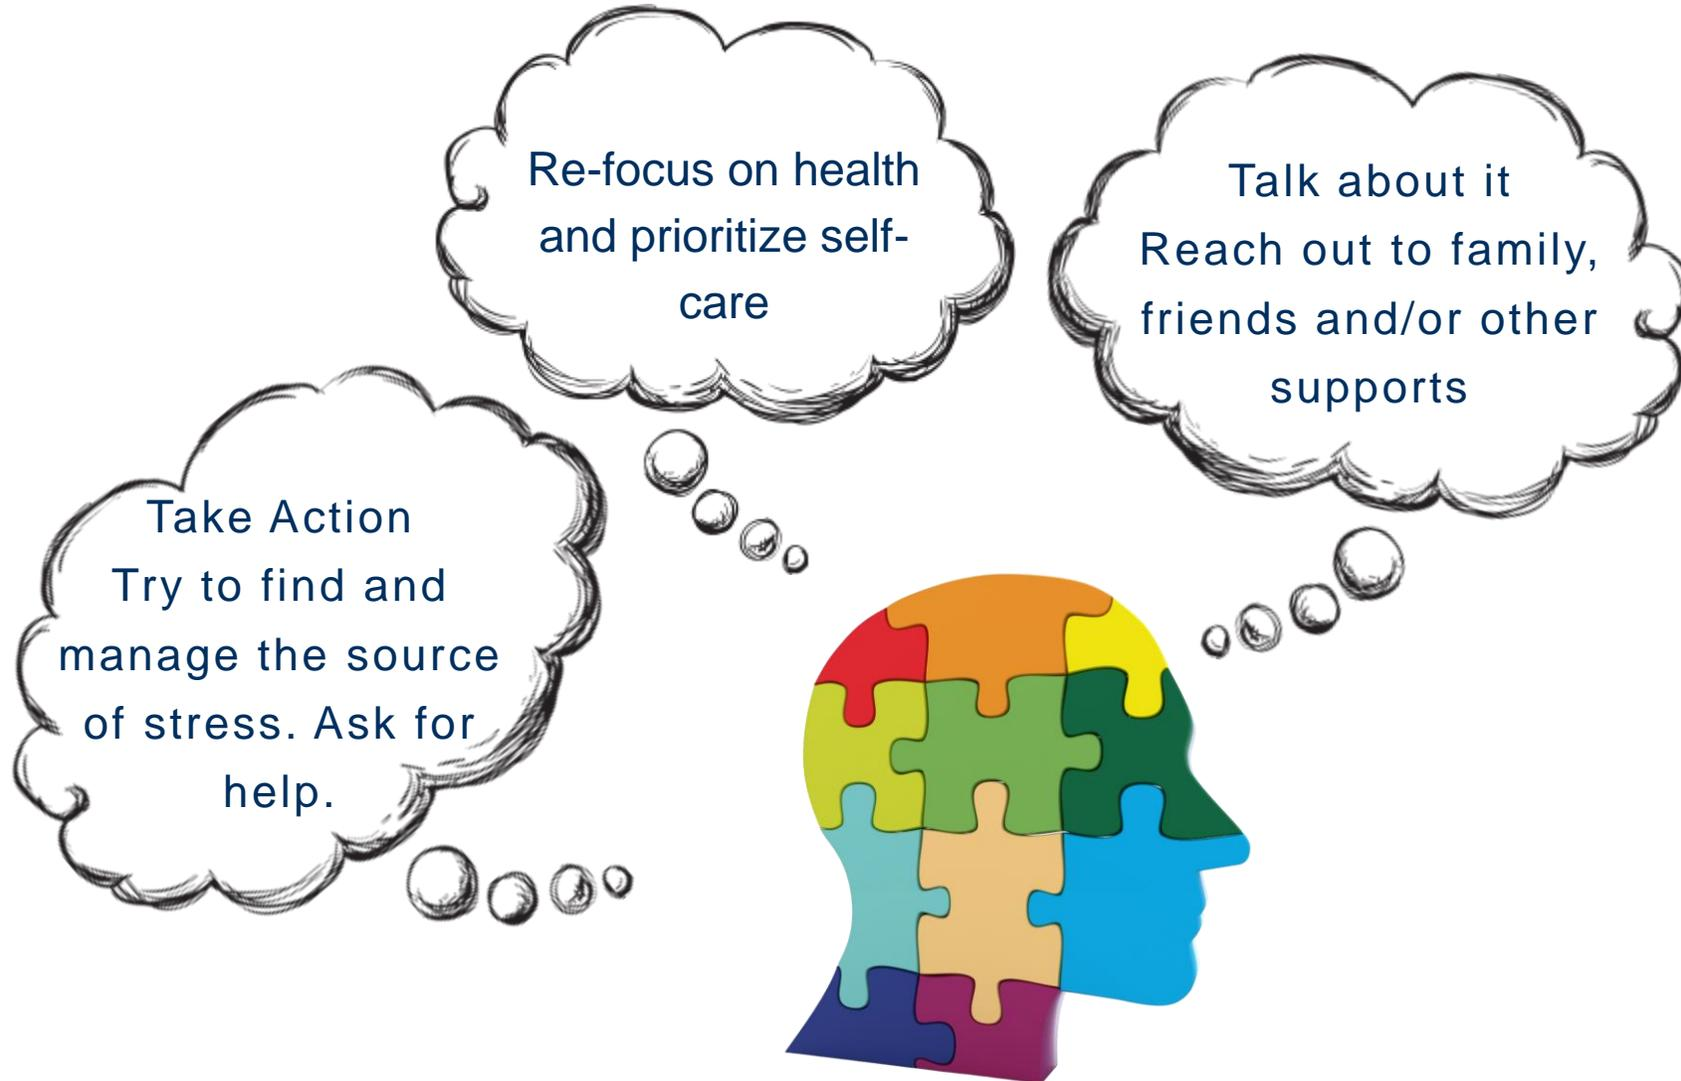 Take Action
Try to find and
manage the source
of stress. Ask for
help.
Re-focus on health
and prioritize self-
care
Talk about it
Reach out to family,
friends and/or other
supports